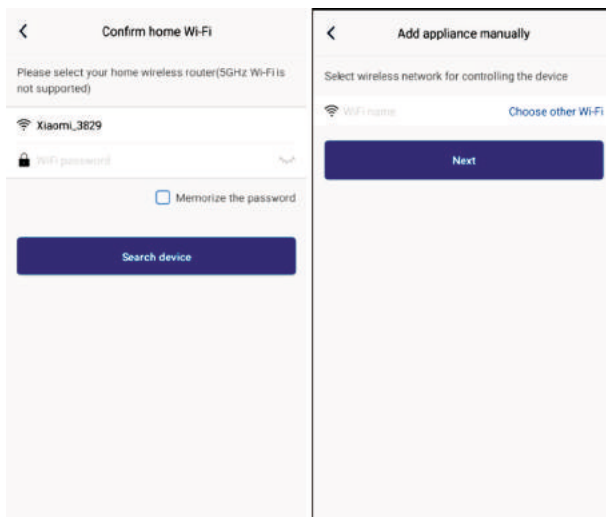 Confirm home Wi-Fi
Please select your home wireless router(5GHz Wi-Fi is
not supported)
Xiaomi_3829
WiFi password
Memorize the password
Search device
Add appliance manually
Select wireless network for controlling the device
WiFi name
Choose other Wi-Fi
Next